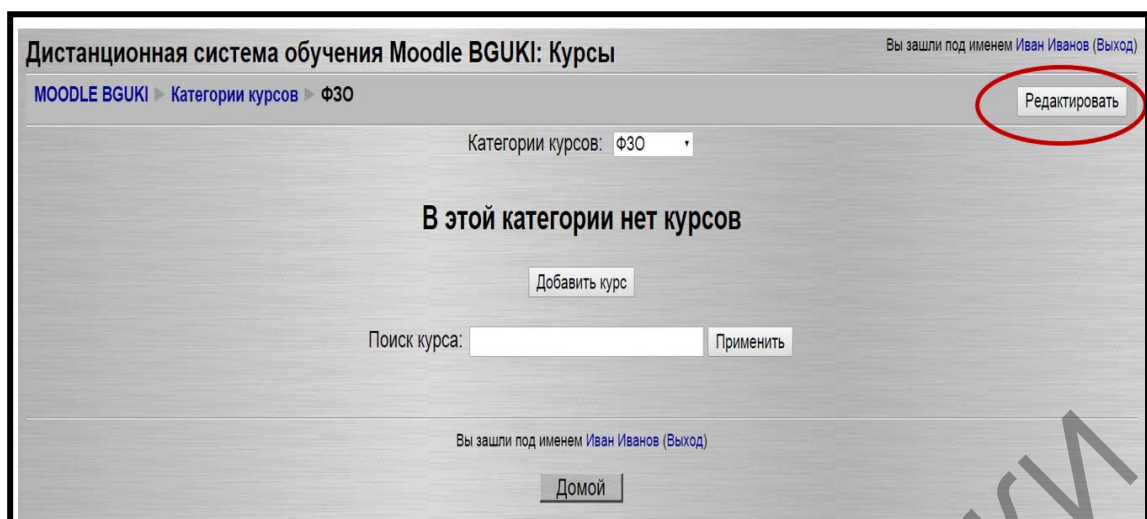 Дистанционная система обучения Moodle BGUKI: Курсы
Вы зашли под именем Иван Иванов (Выход)
MOODLE BGUKI ► Категории курсов ► ФЗО
Редактировать
Категории курсов: ФЗО
В этой категории нет курсов
Добавить курс
Поиск курса:
Применить
Вы зашли под именем Иван Иванов (Выход)
Домой